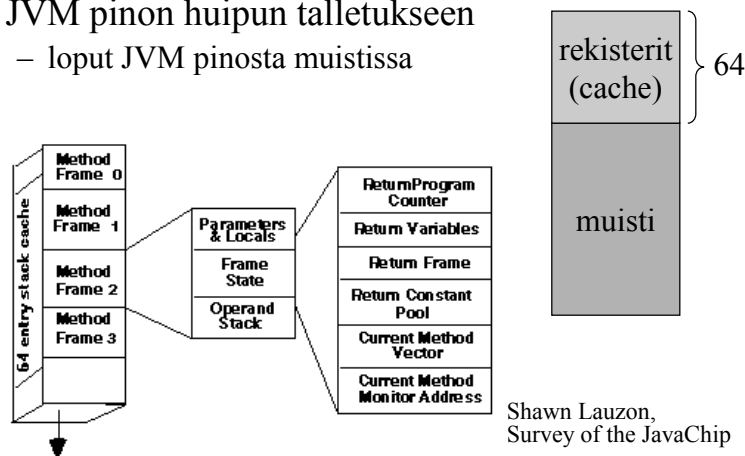 JVM pinon huipun talletukseen
– loput JVM pinosta muistissa
rekisterit
(cache)
64
muisti
64 entry stack cache
Method
Frame 0
Method
Frame 1
Method
Frame 2
Method
Frame 3
Parameters
& Locals
Frame
State
Operand
Stack
Return Program
Counter
Return Variables
Return Frame
Return Constant
Pool
Current Method
Vector
Current Method
Monitor Address
Shawn Lauzon,
Survey of the JavaChip